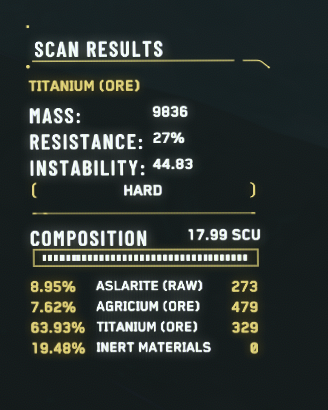 SCAN RESULTS
TITANIUM (ORE)
MASS: 9836
RESISTANCE: 27%
INSTABILITY: 44.83
( HARD )
COMPOSITION 17.99 SCU
8.95% ASLARITE (RAW) 273
7.62% AGRICIUM (ORE) 479
63.93% TITANIUM (ORE) 329
19.48% INERT MATERIALS 0